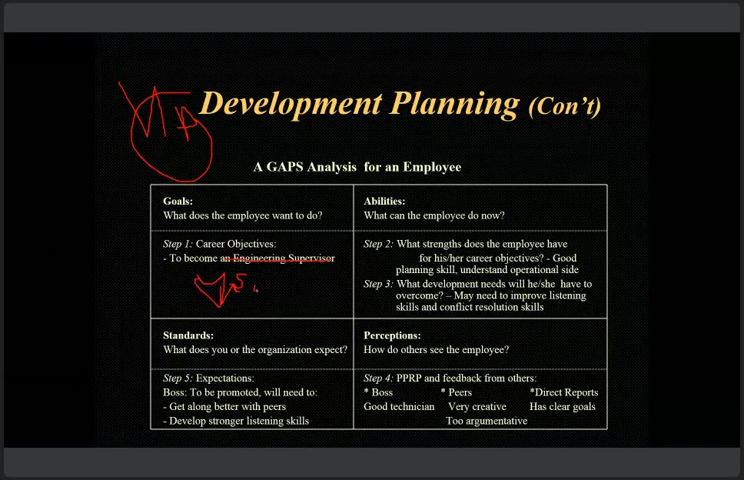 Development Planning (Con't)
A GAPS Analysis for an Employee
Goals:
What does the employee want to do?
Abilities:
What can the employee do now?
Step 1: Career Objectives:
- To become an Engineering Supervisor
Step 2: What strengths does the employee have
for his/her career objectives? - Good
planning skill, understand operational side
Step 3: What development needs will he/she have to
overcome? – May need to improve listening
skills and conflict resolution skills
Standards:
What does you or the organization expect?
Perceptions:
How do others see the employee?
Step 5: Expectations:
Boss: To be promoted, will need to:
- Get along better with peers
- Develop stronger listening skills
Step 4: PPRP and feedback from others:
* Boss * Peers *Direct Reports
Good technician Very creative Has clear goals
Too argumentative